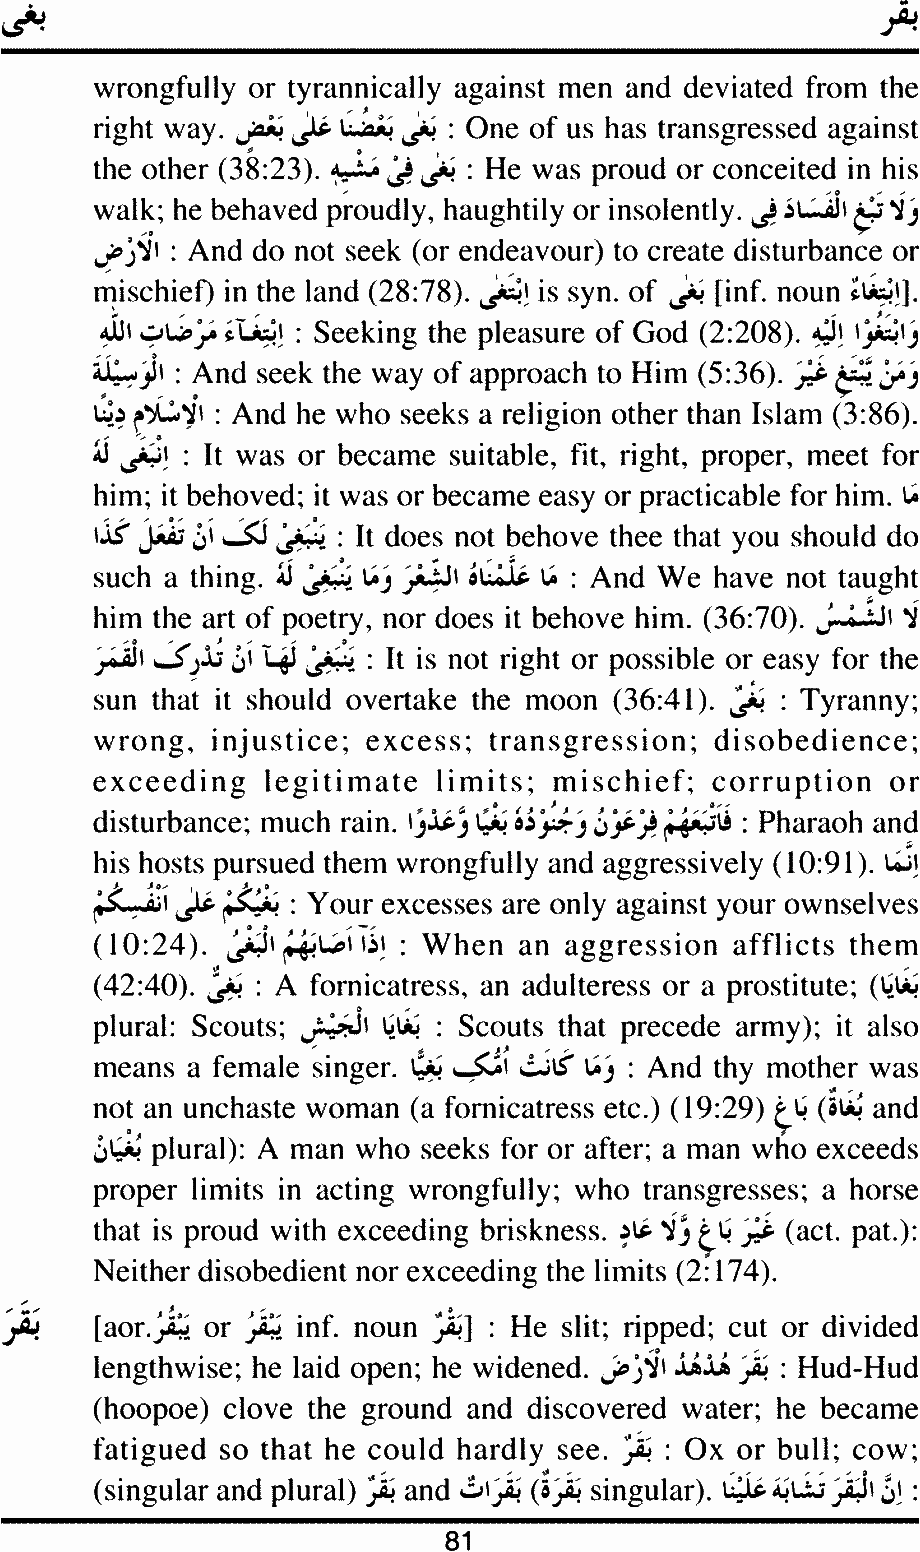 بغى بقر
wrongfully or tyrannically against men and deviated from the
right way. بَغٰى بَعْضُنَا عَلٰى بَعْضٍ : One of us has transgressed against
the other (38:23). بَغٰى فِىْ مَشْيِهٖ : He was proud or conceited in his
walk; he behaved proudly, haughtily or insolently. وَلَا تَبْغِ الْفَسَادَ فِى
الْاَرْضِ : And do not seek (or endeavour) to create disturbance or
mischief) in the land (28:78). اِبْتَغٰى is syn. of بَغٰى [inf. noun اِبْتِغَاءٌ].
اِبْتِغَآءَ مَرْضَاتِ اللّٰهِ : Seeking the pleasure of God (2:208). وَابْتَغُوْا اِلَيْهِ
الْوَسِيْلَةَ : And seek the way of approach to Him (5:36). وَمَنْ يَّبْتَغِ غَيْرَ
الْاِسْلَامِ دِيْنًا : And he who seeks a religion other than Islam (3:86).
اِنْبَغٰى لَهُ : It was or became suitable, fit, right, proper, meet for
him; it behoved; it was or became easy or practicable for him. مَا
يَنْبَغِىْ لَكَ اَنْ تَفْعَلَ كَذَا : It does not behove thee that you should do
such a thing. مَا عَلَّمْنَاهُ الشِّعْرَ وَمَا يَنْبَغِىْ لَهٗ : And We have not taught
him the art of poetry, nor does it behove him. (36:70). لَا الشَّمْسُ
يَنْبَغِىْ لَهَآ اَنْ تُدْرِكَ الْقَمَرَ : It is not right or possible or easy for the
sun that it should overtake the moon (36:41). بَغْىٌ : Tyranny;
wrong, injustice; excess; transgression; disobedience;
exceeding legitimate limits; mischief; corruption or
disturbance; much rain. فَاَتْبَعَهُمْ فِرْعَوْنُ وَجُنُوْدُهُ بَغْيًا وَّعَدْوًا : Pharaoh and
his hosts pursued them wrongfully and aggressively (10:91). اِنَّمَا
بَغْيُكُمْ عَلٰى اَنْفُسِكُمْ : Your excesses are only against your ownselves
(10:24). اِذَآ اَصَابَهُمُ الْبَغْىُ : When an aggression afflicts them
(42:40). بَغِىٌّ : A fornicatress, an adulteress or a prostitute; (بَغَايَا
plural: Scouts; بَغَايَا الْجَيْشِ : Scouts that precede army); it also
means a female singer. وَمَا كَانَتْ اُمُّكِ بَغِيًّا : And thy mother was
not an unchaste woman (a fornicatress etc.) (19:29) بَاغٍ (بُغَاةٌ and
بُغْيَانٌ plural): A man who seeks for or after; a man who exceeds
proper limits in acting wrongfully; who transgresses; a horse
that is proud with exceeding briskness. غَيْرَ بَاغٍ وَّلَا عَادٍ (act. pat.):
Neither disobedient nor exceeding the limits (2:174).
بَقَرَ [aor. يَبْقُرُ or يَبْقَرُ inf. noun بَقْرٌ] : He slit; ripped; cut or divided
lengthwise; he laid open; he widened. بَقَرَ هُدْهُدُ الْاَرْضَ : Hud-Hud
(hoopoe) clove the ground and discovered water; he became
fatigued so that he could hardly see. بَقَرٌ : Ox or bull; cow;
(singular and plural) بَقَرٌ and بَقَرَاتٌ (بَقَرَةٌ singular). اِنَّ الْبَقَرَ تَشَابَهَ عَلَيْنَا :
81